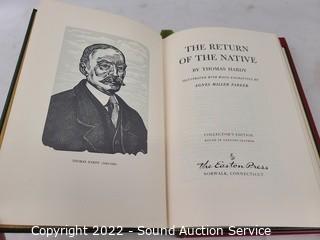 THOMAS HARDY (1840-1928)
THE RETURN
OF THE NATIVE
BY THOMAS HARDY
ILLUSTRATED WITH WOOD ENGRAVINGS BY
AGNES MILLER PARKER
COLLECTOR'S EDITION
BOUND IN GENUINE LEATHER
The Easton Press
NORWALK, CONNECTICUT
Copyright 2022 - Sound Auction Service